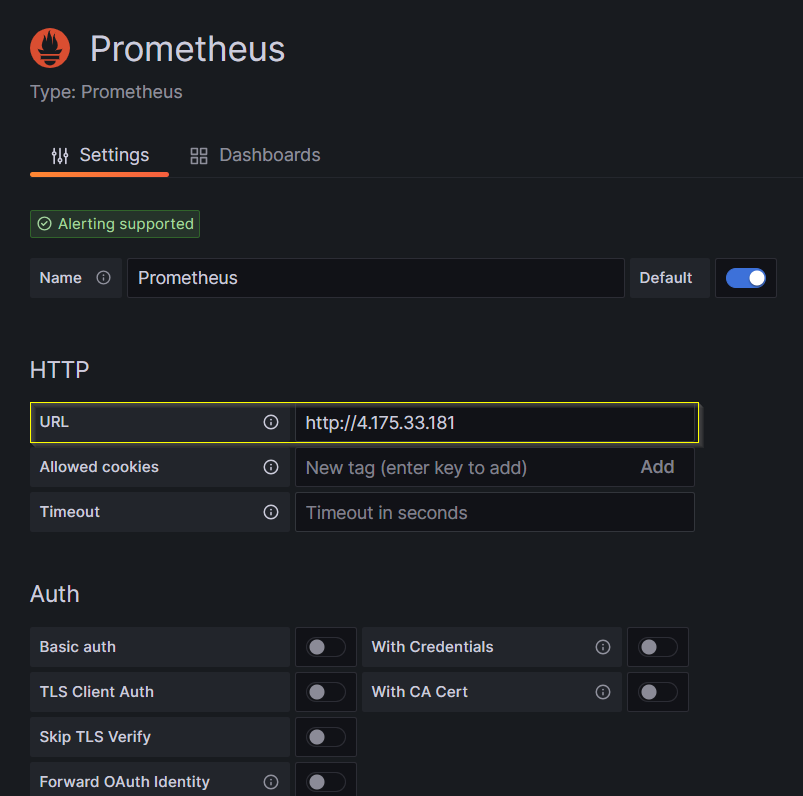 Prometheus
Type: Prometheus
Settings Dashboards
Alerting supported
Name Prometheus Default
HTTP
URL http://4.175.33.181
Allowed cookies New tag (enter key to add) Add
Timeout Timeout in seconds
Auth
Basic auth With Credentials
TLS Client Auth With CA Cert
Skip TLS Verify
Forward OAuth Identity